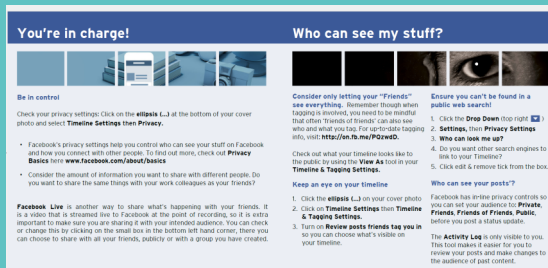 You're in charge!
Be in control
Check your privacy settings: Click on the ellipsis (...) at the bottom of your cover
photo and select Timeline Settings then Privacy.
• Facebook's privacy settings help you control who can see your stuff on Facebook
and how you connect with other people. To find out more, check out Privacy
Basics here www.facebook.com/about/basics
• Consider the amount of information you want to share with different people. Do
you want to share the same things with your work colleagues as your friends?
Facebook Live is another way to share what's happening with your friends. It
is a video that is streamed live to Facebook at the point of recording, so it is extra
important to make sure you are sharing it with your intended audience. You can check
or change this by clicking on the small box in the bottom left hand corner, there you
can choose to share with all your friends, publicly or with a group you have created.
Who can see my stuff?
Consider only letting your "Friends"
see everything. Remember though when
tagging is involved, you need to be mindful
that often 'friends of friends' can also see
who and what you tag. For up-to-date tagging
info, visit: http://on.fb.me/POzwdD.
Check out what your timeline looks like to
the public by using the View As tool in your
Timeline & Tagging Settings.
Keep an eye on your timeline
1. Click the ellipsis (...) on your cover photo
2. Click on Timeline Settings then Timeline
& Tagging Settings.
3. Turn on Review posts friends tag you in
so you can choose what's visible on
your timeline.
Ensure you can't be found in a
public web search!
1. Click the Drop Down (top right )
2. Settings, then Privacy Settings
3. Who can look me up?
4. Do you want other search engines to
link to your Timeline?
5. Click edit & remove tick from the box.
Who can see your posts'?
Facebook has in-line privacy controls so
you can set your audience to: Private,
Friends, Friends of Friends, Public,
before you post a status update.
The Activity Log is only visible to you.
This tool makes it easier for you to
review your posts and make changes to
the audience of past content.